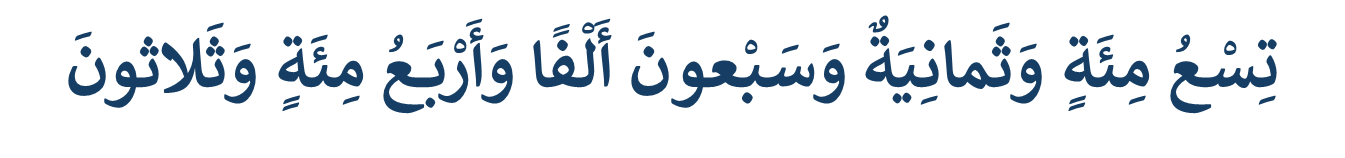 تِسْعُ مِئَةٍ وَثَمانِيَةٌ وَسَبْعونَ أَلْفًا وَأَرْبَعُ مِئَةٍ وَثَلاثونَ